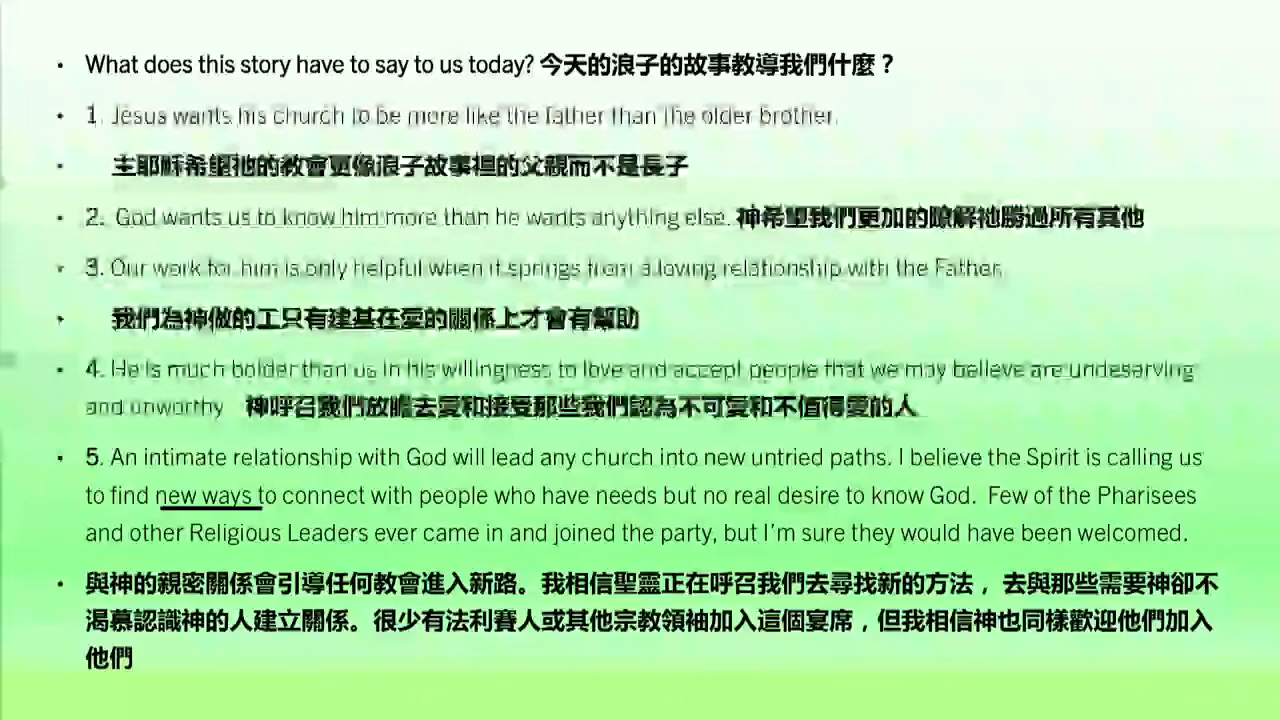 • What does this story have to say to us today? 今天的浪子的故事教導我們什麼？
• 1. Jesus wants his church to be more like the father than the older brother.
• 主耶穌希望祂的教會更像浪子故事裡的父親而不是長子
• 2. God wants us to know him more than he wants anything else. 神希望我們更加的瞭解祂勝過所有其他
• 3. Our work for him is only helpful when it springs from a loving relationship with the Father.
• 我們為神做的工只有建基在愛的關係上才會有幫助
• 4. He is much bolder than us in his willingness to love and accept people that we may believe are undeserving
and unworthy 神呼召我們放膽去愛和接受那些我們認為不可愛和不值得愛的人
• 5. An intimate relationship with God will lead any church into new untried paths. I believe the Spirit is calling us
to find new ways to connect with people who have needs but no real desire to know God. Few of the Pharisees
and other Religious Leaders ever came in and joined the party, but I'm sure they would have been welcomed.
• 與神的親密關係會引導任何教會進入新路。我相信聖靈正在呼召我們去尋找新的方法，去與那些需要神卻不
渴慕認識神的人建立關係。很少有法利賽人或其他宗教領袖加入這個宴席，但我相信神也同樣歡迎他們加入
他們